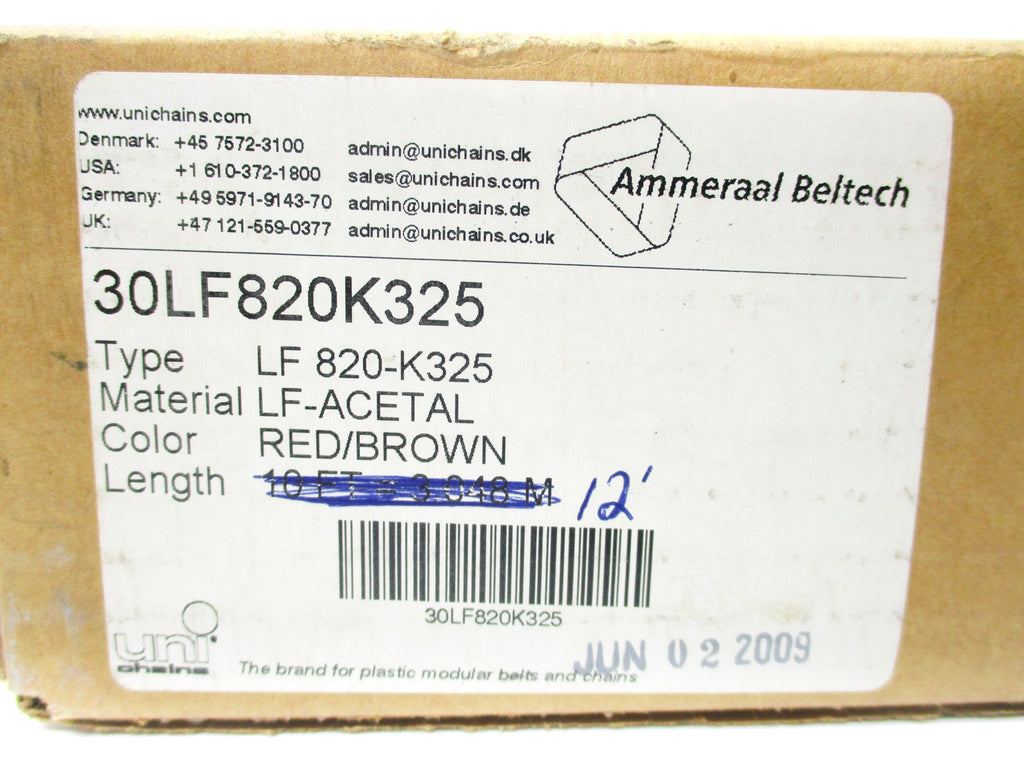 www.unichains.com
Denmark: +45 7572-3100 admin@unichains.dk
USA: +1 610-372-1800 sales@unichains.com
Germany: +49 5971-9143-70 admin@unichains.de
UK: +47 121-559-0377 admin@unichains.co.uk
Ammeraal Beltech
30LF820K325
Type LF 820-K325
Material LF-ACETAL
Color RED/BROWN
Length 10 FT = 3.048 M 12'
30LF820K325
uni
chains
The brand for plastic modular belts and chains
JUN 02 2009